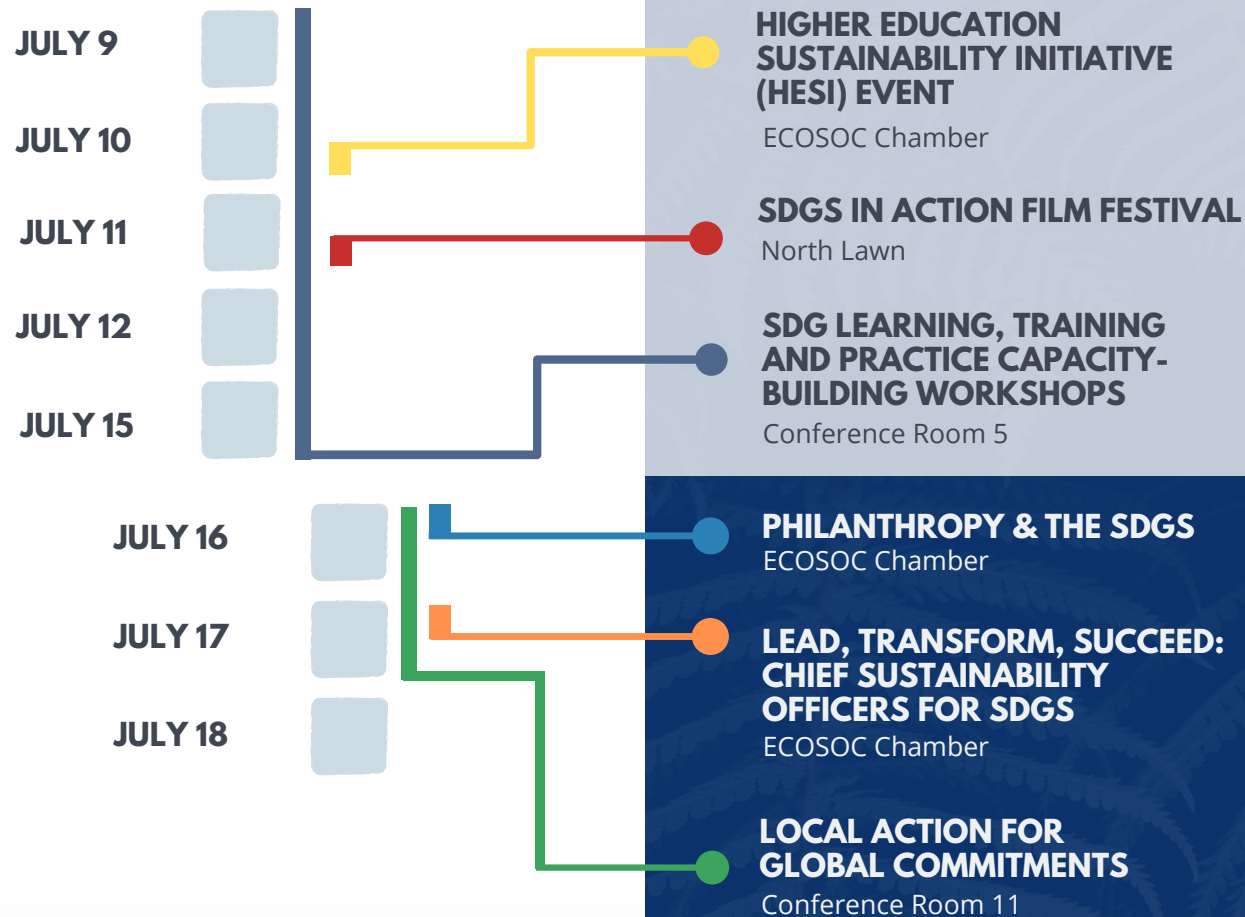 JULY 9
JULY 10
JULY 11
JULY 12
JULY 15
JULY 16
JULY 17
JULY 18
HIGHER EDUCATION
SUSTAINABILITY INITIATIVE
(HESI) EVENT
ECOSOC Chamber
SDGS IN ACTION FILM FESTIVAL
North Lawn
SDG LEARNING, TRAINING
AND PRACTICE CAPACITY-
BUILDING WORKSHOPS
Conference Room 5
PHILANTHROPY & THE SDGS
ECOSOC Chamber
LEAD, TRANSFORM, SUCCEED:
CHIEF SUSTAINABILITY
OFFICERS FOR SDGS
ECOSOC Chamber
LOCAL ACTION FOR
GLOBAL COMMITMENTS
Conference Room 11